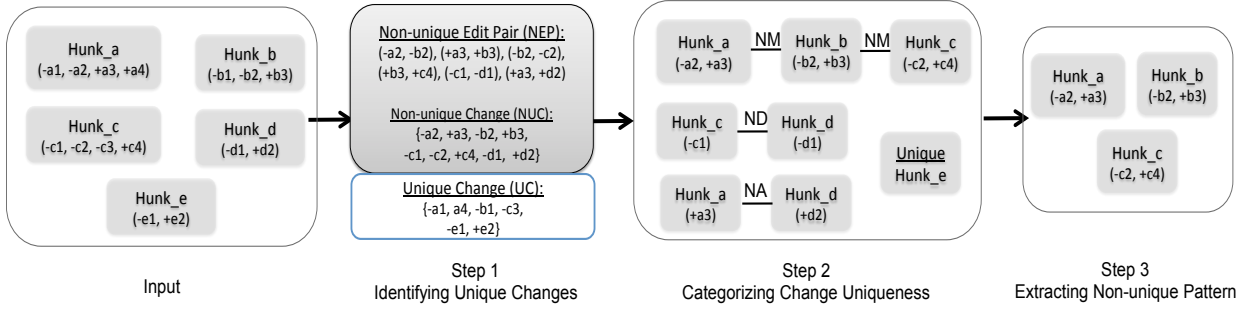 Hunk_a
(-a1, -a2, +a3, +a4)
Hunk_b
(-b1, -b2, +b3)
Hunk_c
(-c1, -c2, -c3, +c4)
Hunk_d
(-d1, +d2)
Hunk_e
(-e1, +e2)
Input
Non-unique Edit Pair (NEP):
(-a2, -b2), (+a3, +b3), (-b2, -c2),
(+b3, +c4), (-c1, -d1), (+a3, +d2)
Non-unique Change (NUC):
{-a2, +a3, -b2, +b3,
-c1, -c2, +c4, -d1, +d2}
Unique Change (UC):
{-a1, a4, -b1, -c3,
-e1, +e2}
Step 1
Identifying Unique Changes
Hunk_a
(-a2, +a3)
NM
Hunk_b
(-b2, +b3)
NM
Hunk_c
(-c2, +c4)
Hunk_c
(-c1)
ND
Hunk_d
(-d1)
Unique
Hunk_e
Hunk_a
(+a3)
NA
Hunk_d
(+d2)
Step 2
Categorizing Change Uniqueness
Hunk_a
(-a2, +a3)
Hunk_b
(-b2, +b3)
Hunk_c
(-c2, +c4)
Step 3
Extracting Non-unique Pattern